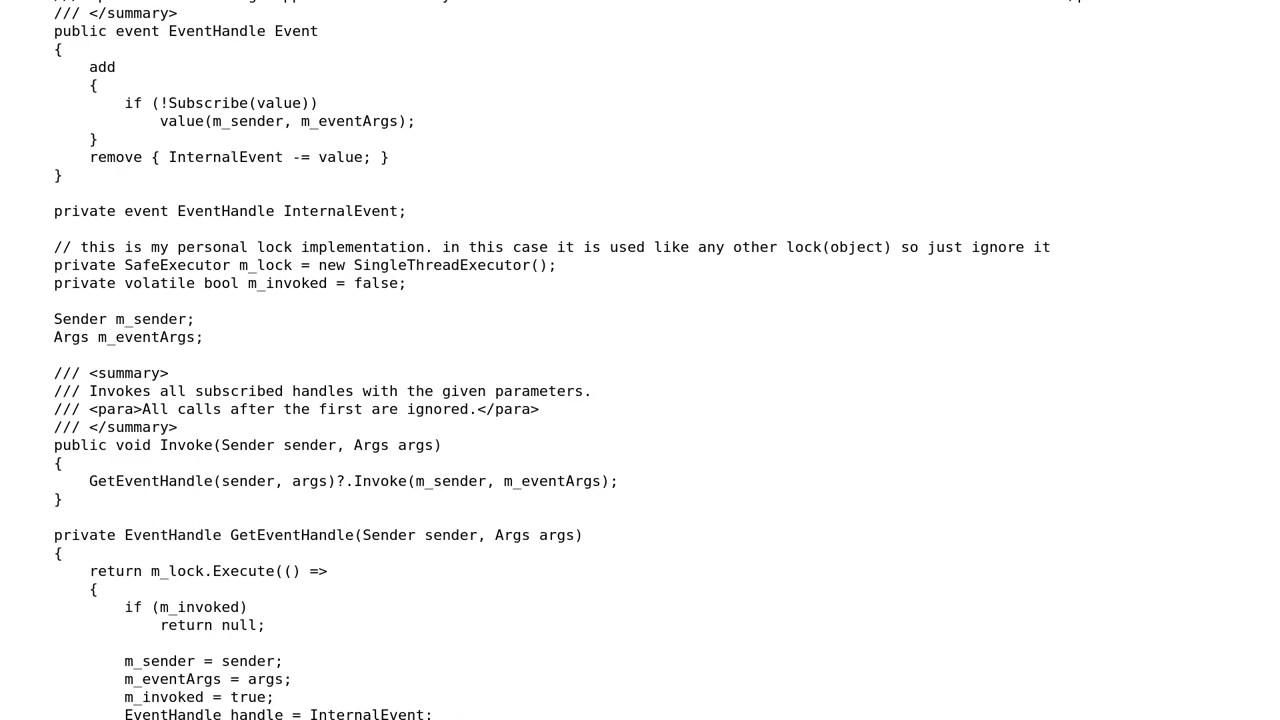 /// </summary>
public event EventHandle Event
{
    add
    {
        if (!Subscribe(value))
            value(m_sender, m_eventArgs);
    }
    remove { InternalEvent -= value; }
}

private event EventHandle InternalEvent;

// this is my personal lock implementation. in this case it is used like any other lock(object) so just ignore it
private SafeExecutor m_lock = new SingleThreadExecutor();
private volatile bool m_invoked = false;

Sender m_sender;
Args m_eventArgs;

/// <summary>
/// Invokes all subscribed handles with the given parameters.
/// <para>All calls after the first are ignored.</para>
/// </summary>
public void Invoke(Sender sender, Args args)
{
    GetEventHandle(sender, args)?.Invoke(m_sender, m_eventArgs);
}

private EventHandle GetEventHandle(Sender sender, Args args)
{
    return m_lock.Execute(() =>
    {
        if (m_invoked)
            return null;

        m_sender = sender;
        m_eventArgs = args;
        m_invoked = true;
        EventHandle handle = InternalEvent;